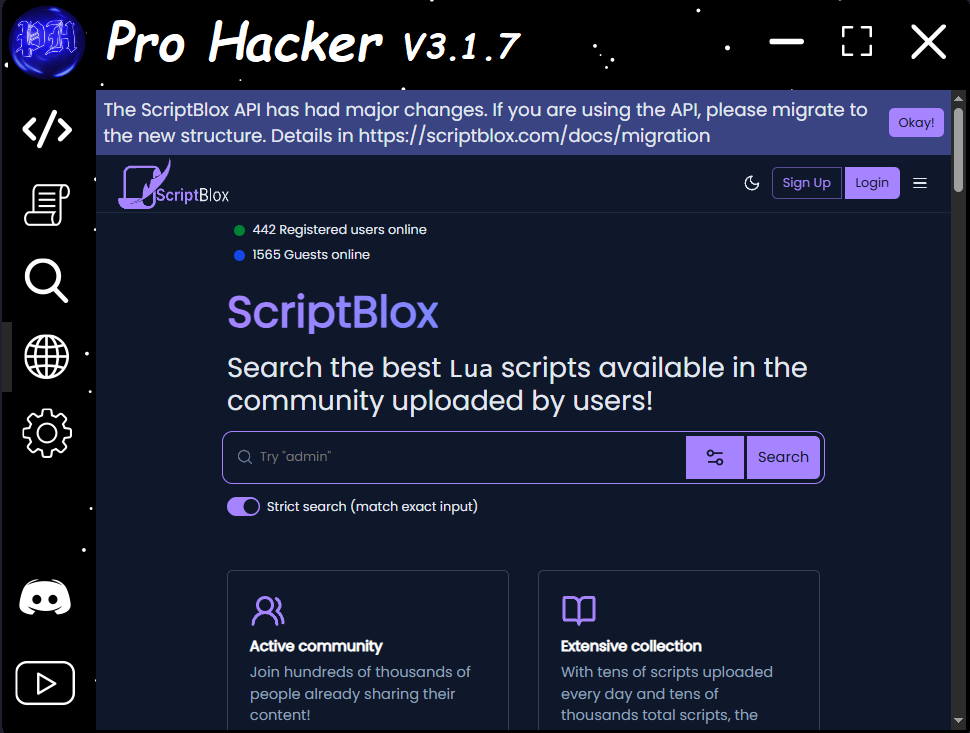 PH
Pro Hacker V3.1.7
The ScriptBlox API has had major changes. If you are using the API, please migrate to
the new structure. Details in https://scriptblox.com/docs/migration
Okay!
ScriptBlox
Sign Up
Login
442 Registered users online
1565 Guests online
ScriptBlox
Search the best Lua scripts available in the
community uploaded by users!
Try "admin"
Search
Strict search (match exact input)
Active community
Join hundreds of thousands of
people already sharing their
content!
Extensive collection
With tens of scripts uploaded
every day and tens of
thousands total scripts, the